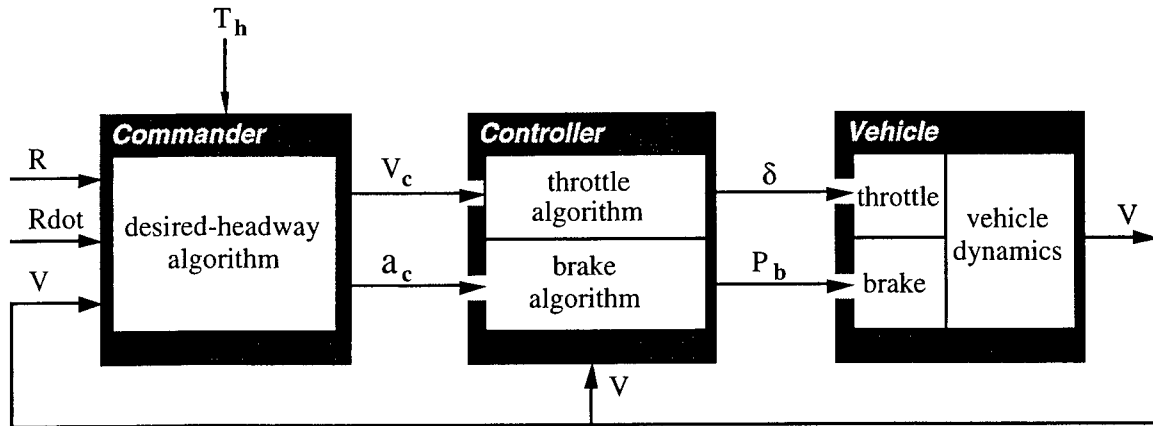 T_h
Commander
Controller
Vehicle
R
Rdot
V
desired-headway
algorithm
V_c
a_c
throttle
algorithm
brake
algorithm
δ
P_b
throttle
brake
vehicle
dynamics
V
V